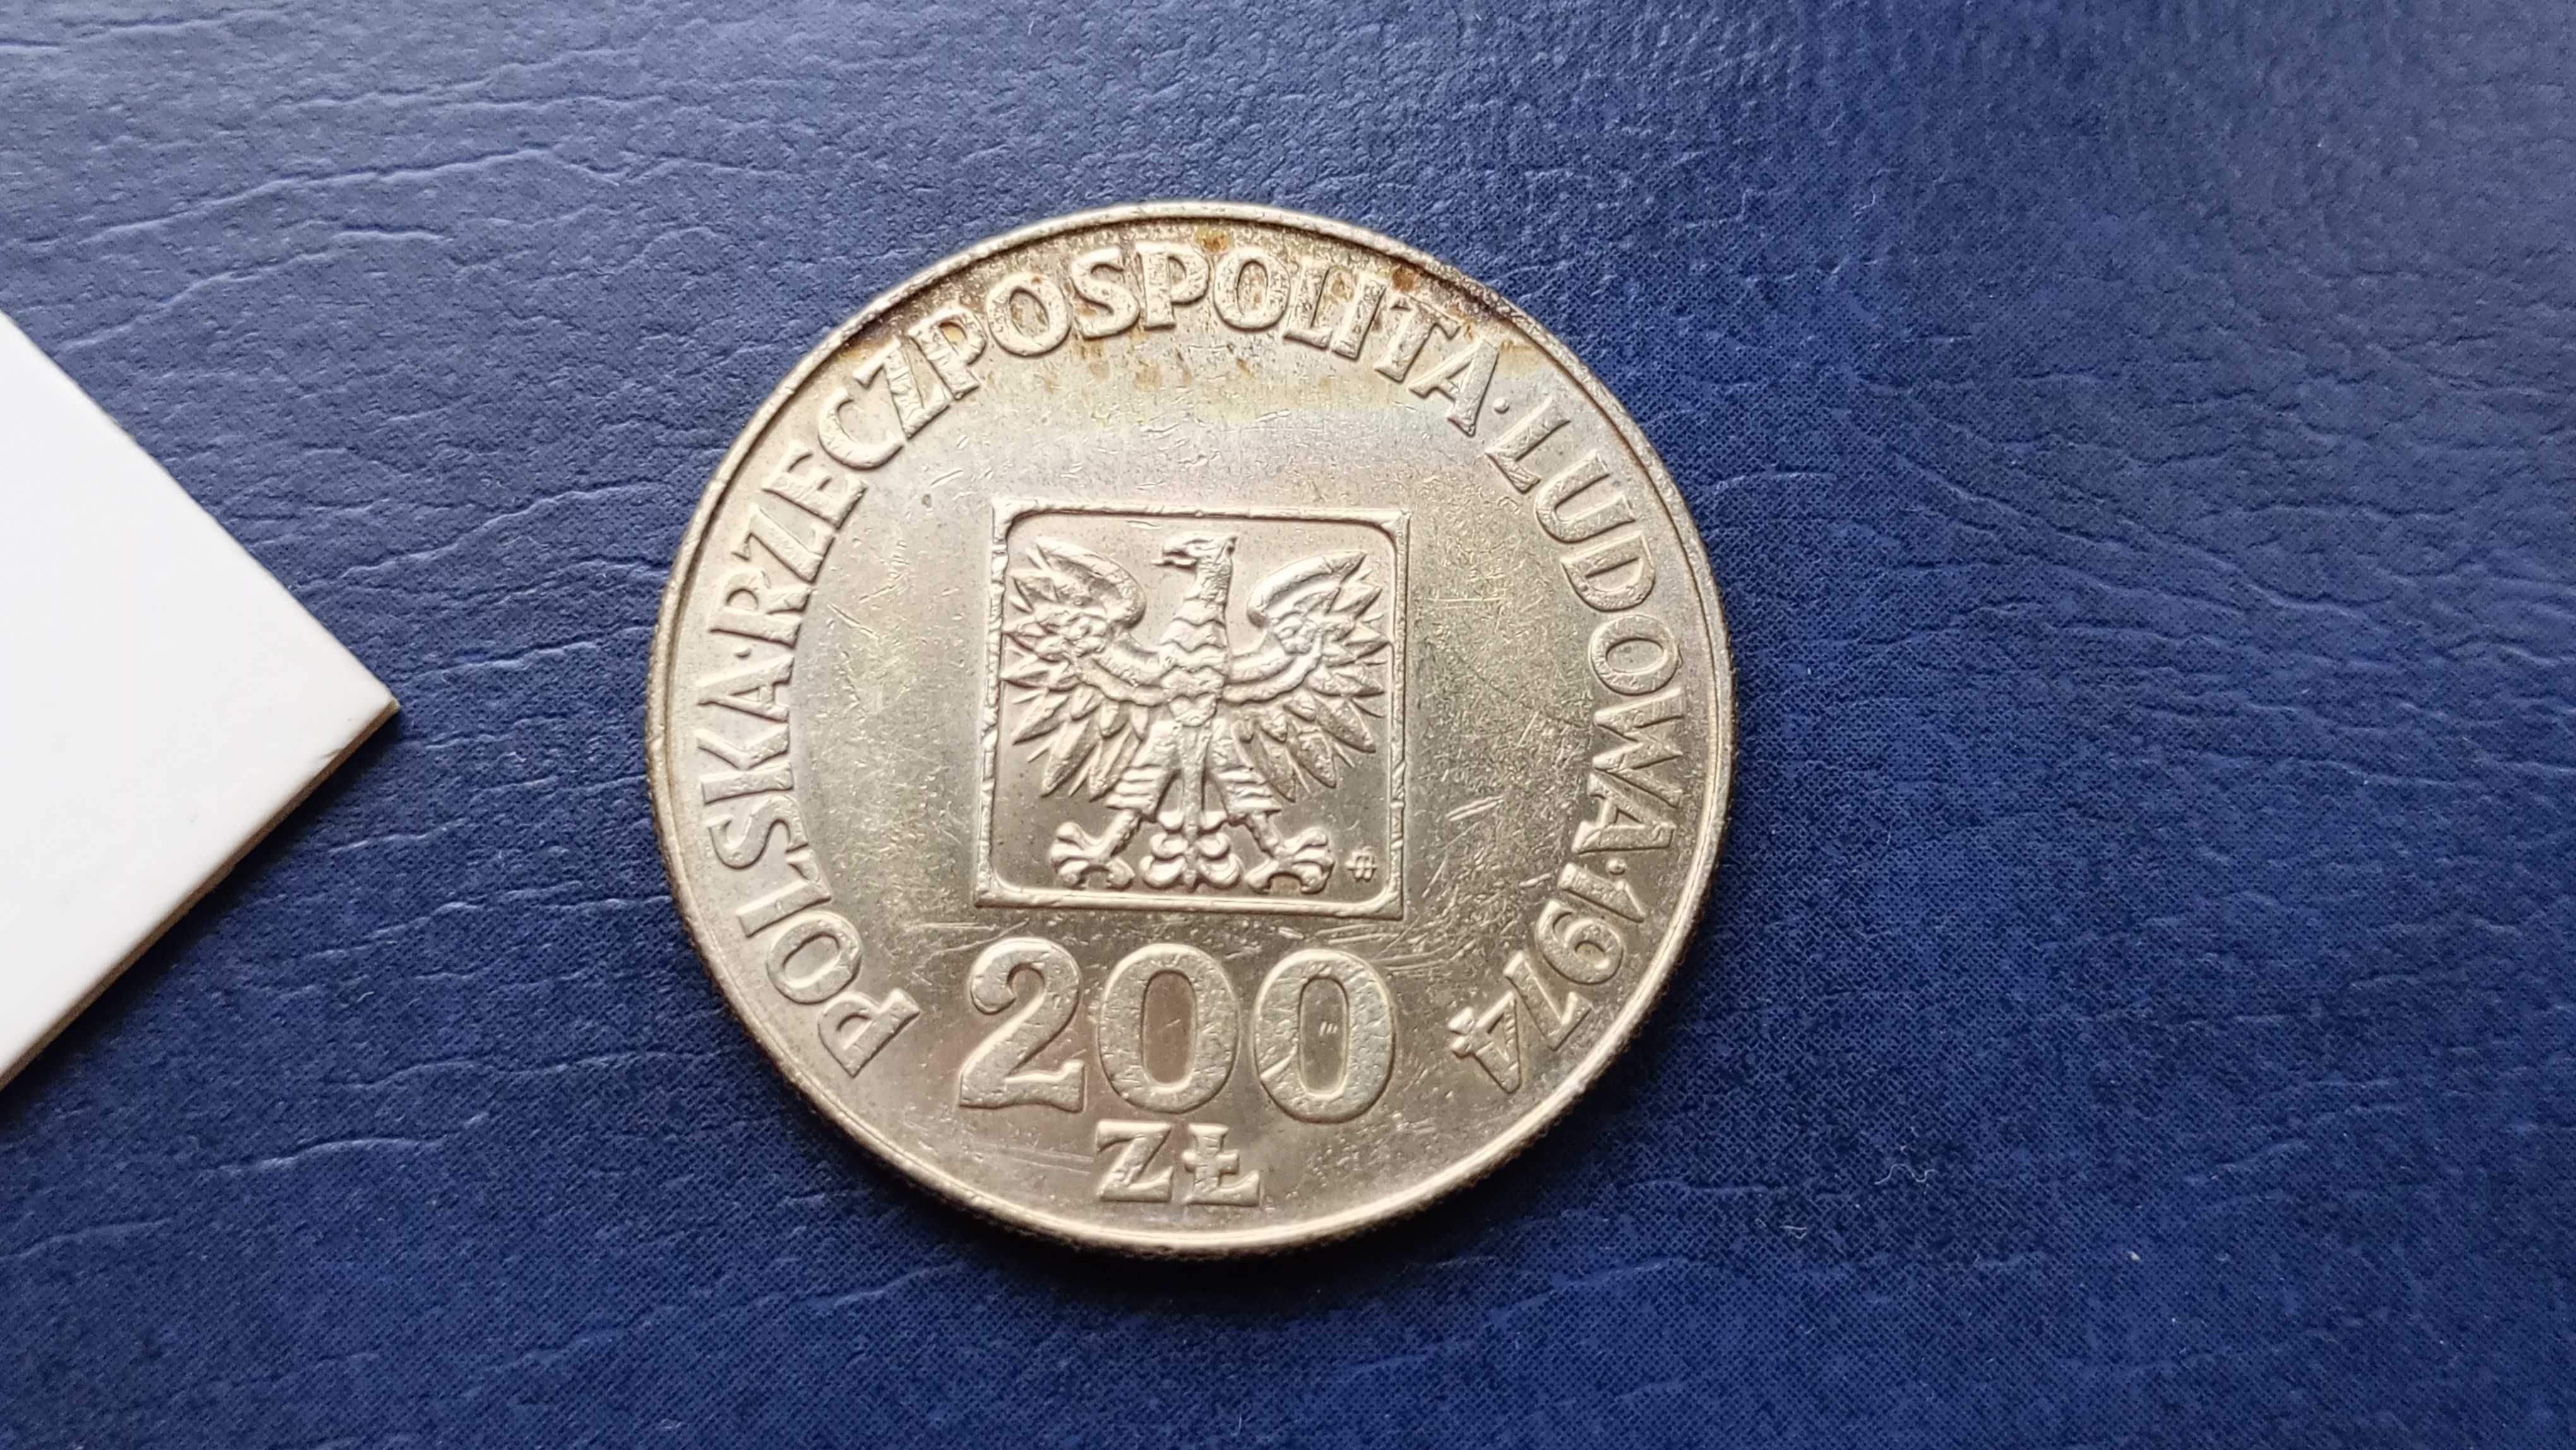 POLSKA·RZECZPOSPOLITA·LUDOWA·1974
200
ZŁ